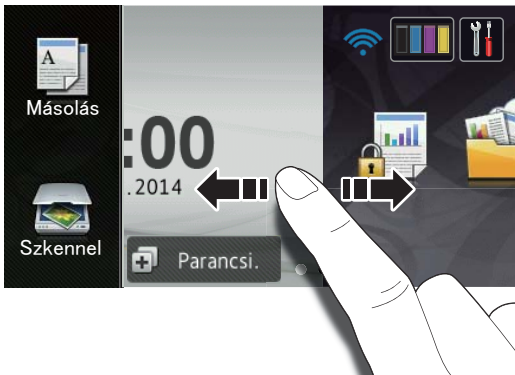 A
Másolás
:00
.2014
Szkennel
Parancsi.